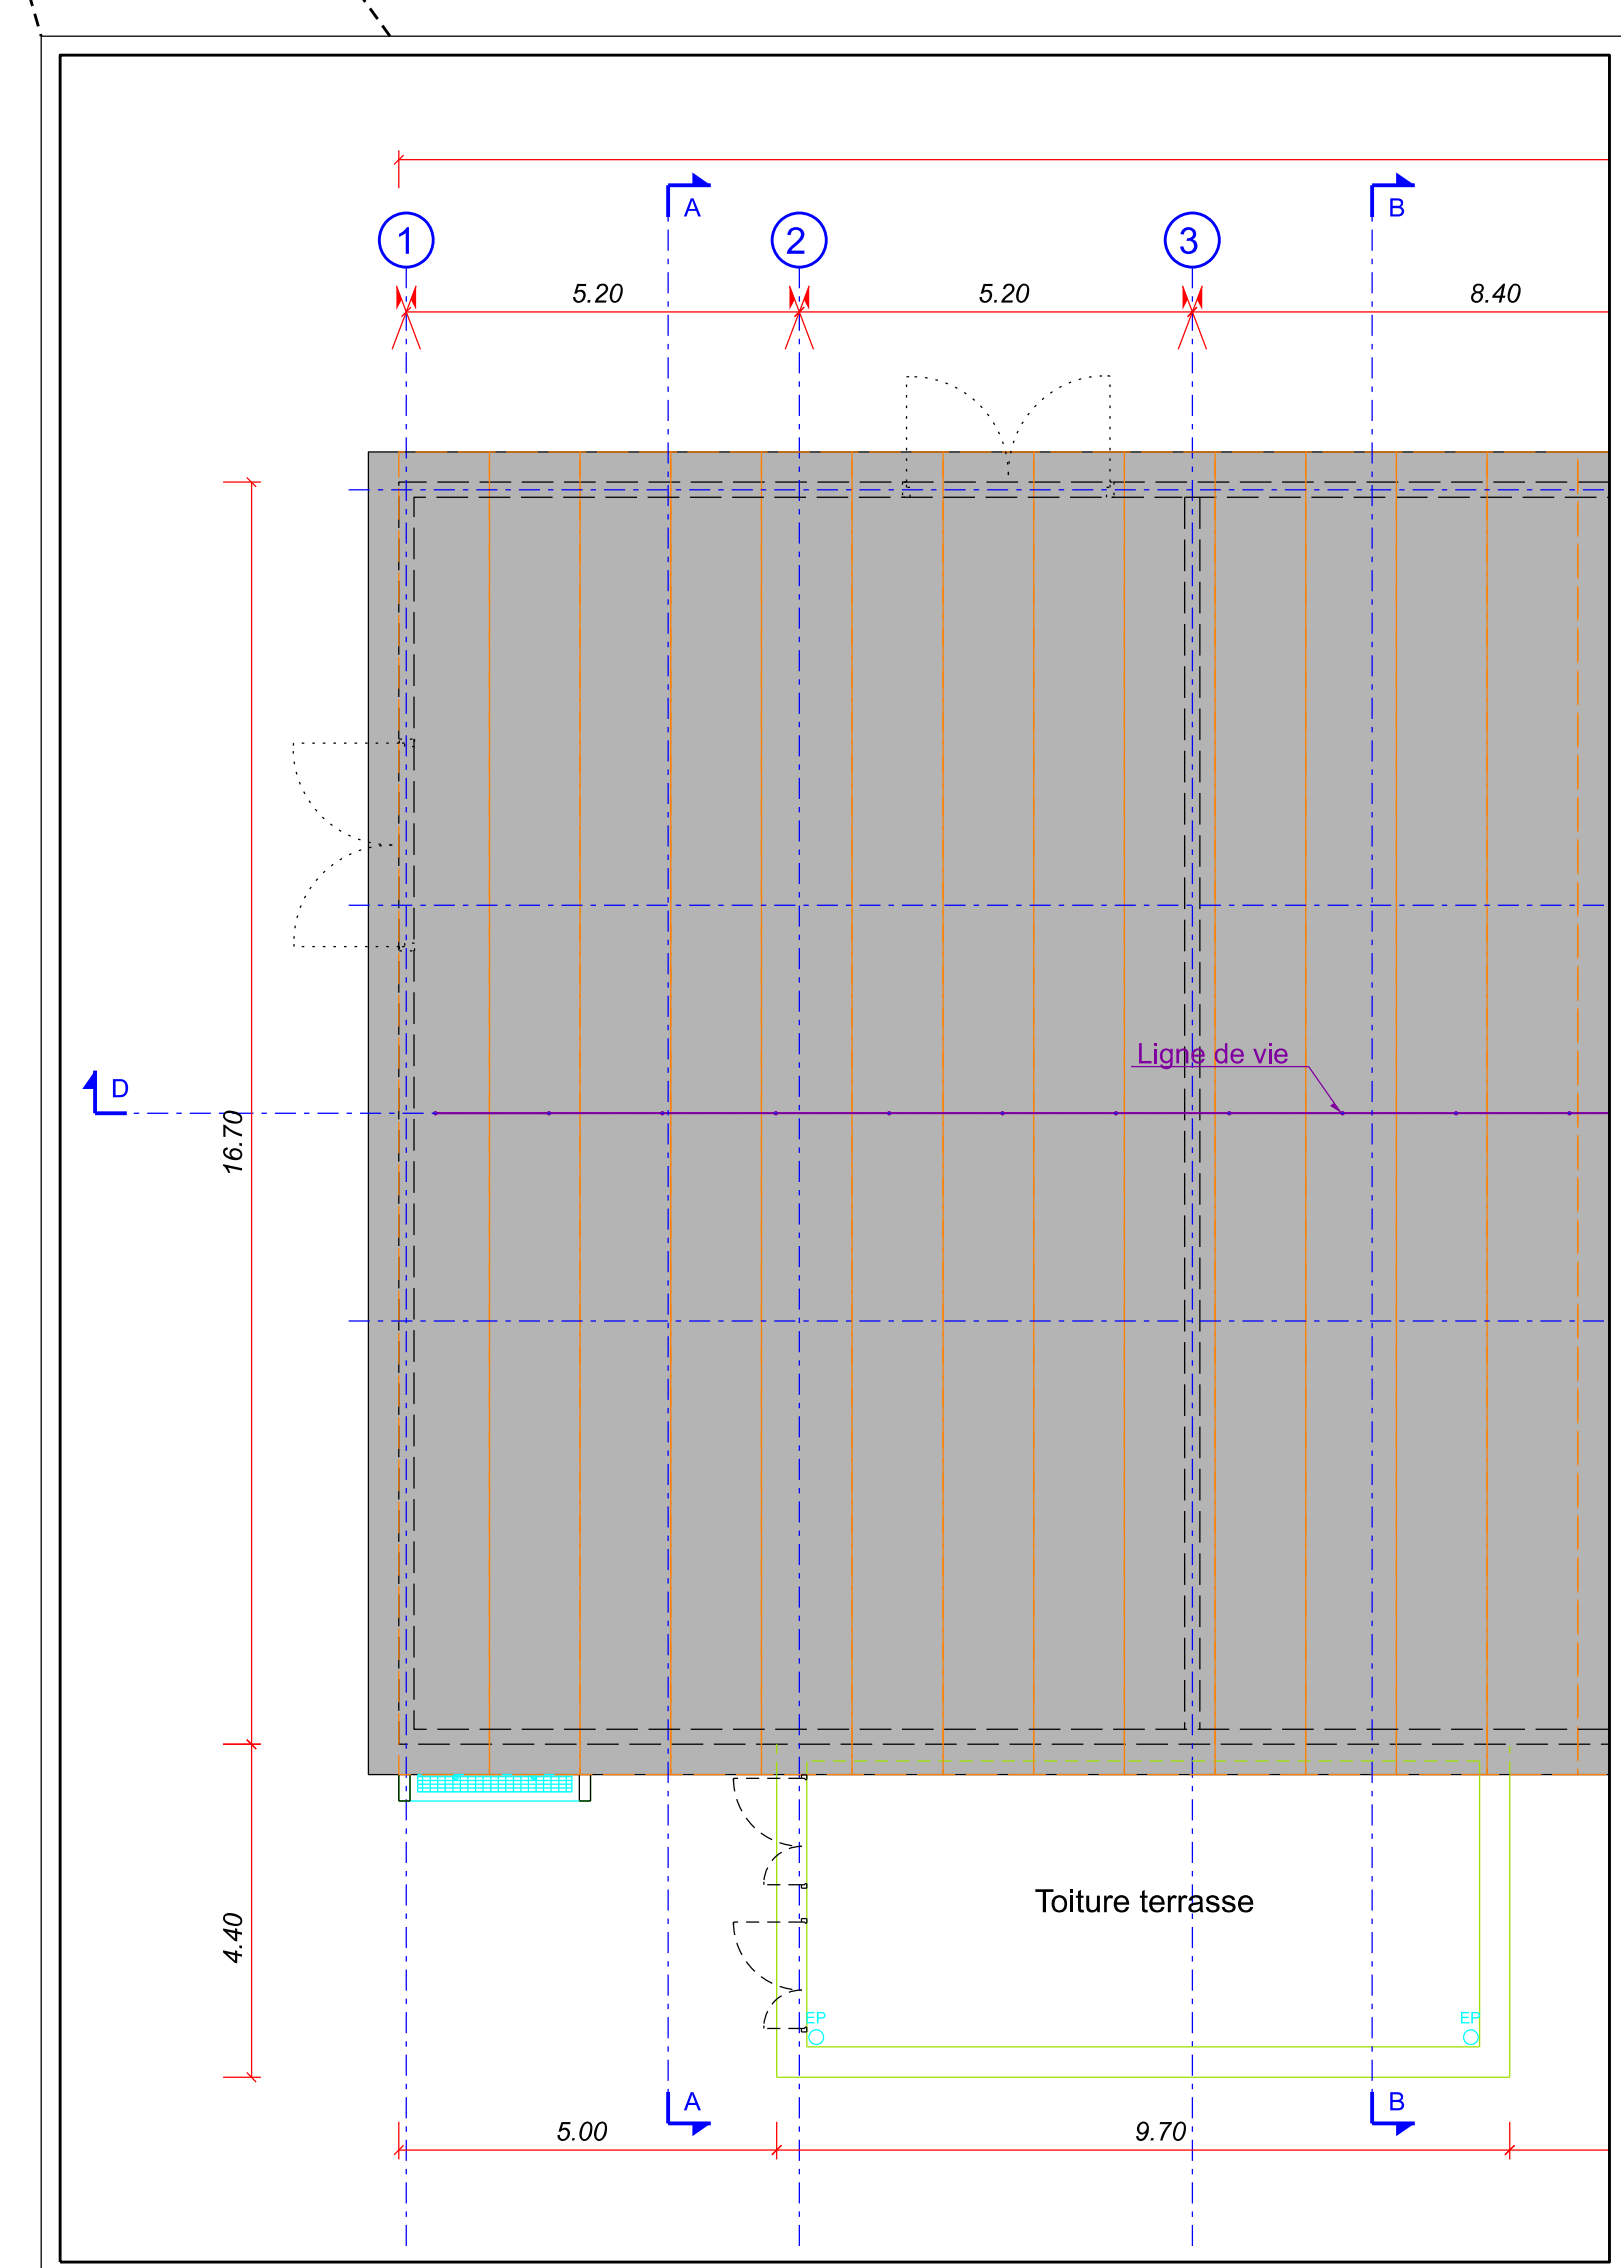 A
B
1
2
3
5.20
5.20
8.40
Ligne de vie
D
16.70
Toiture terrasse
4.40
EP
EP
A
B
5.00
9.70